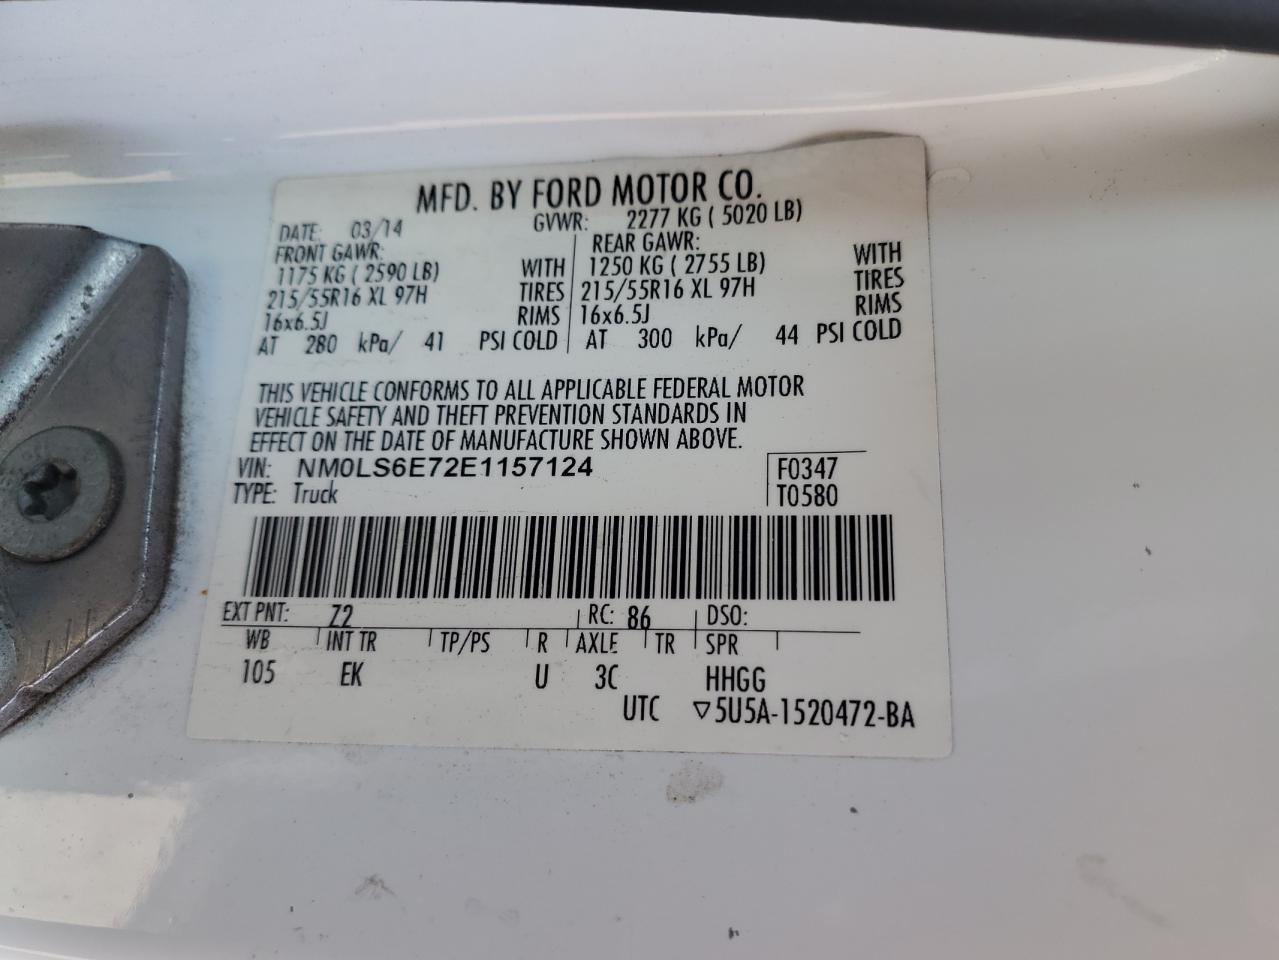 MFD. BY FORD MOTOR CO.
DATE: 03/14 GVWR: 2277 KG ( 5020 LB)
FRONT GAWR: REAR GAWR:
1175 KG ( 2590 LB) WITH 1250 KG ( 2755 LB) WITH
215/55R16 XL 97H TIRES 215/55R16 XL 97H TIRES
16x6.5J RIMS 16x6.5J RIMS
AT 280 kPa/ 41 PSI COLD AT 300 kPa/ 44 PSI COLD
THIS VEHICLE CONFORMS TO ALL APPLICABLE FEDERAL MOTOR
VEHICLE SAFETY AND THEFT PREVENTION STANDARDS IN
EFFECT ON THE DATE OF MANUFACTURE SHOWN ABOVE.
VIN: NM0LS6E72E1157124 F0347
TYPE: Truck T0580
EXT PNT: Z2 RC: 86 DSO:
WB INT TR TP/PS R AXLE TR SPR
105 EK U 3C HHGG
UTC ▽5U5A-1520472-BA